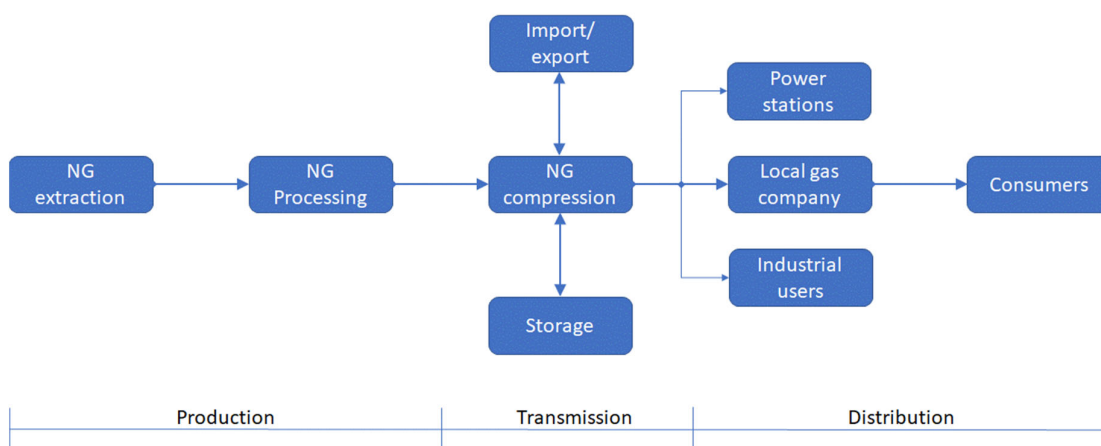 Import/
export
Power
stations
NG
extraction
NG
Processing
NG
compression
Local gas
company
Consumers
Industrial
users
Storage
Production
Transmission
Distribution